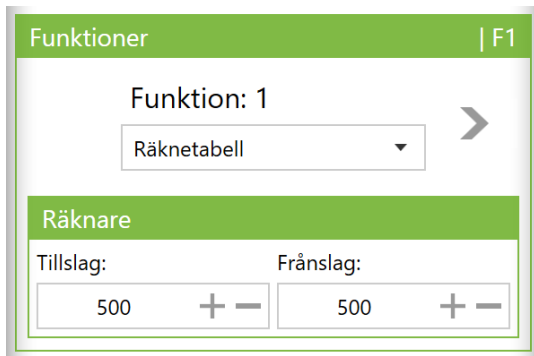 Funktioner | F1
Funktion: 1
Räknetabell
Räknare
Tillslag: Frånslag:
500 500